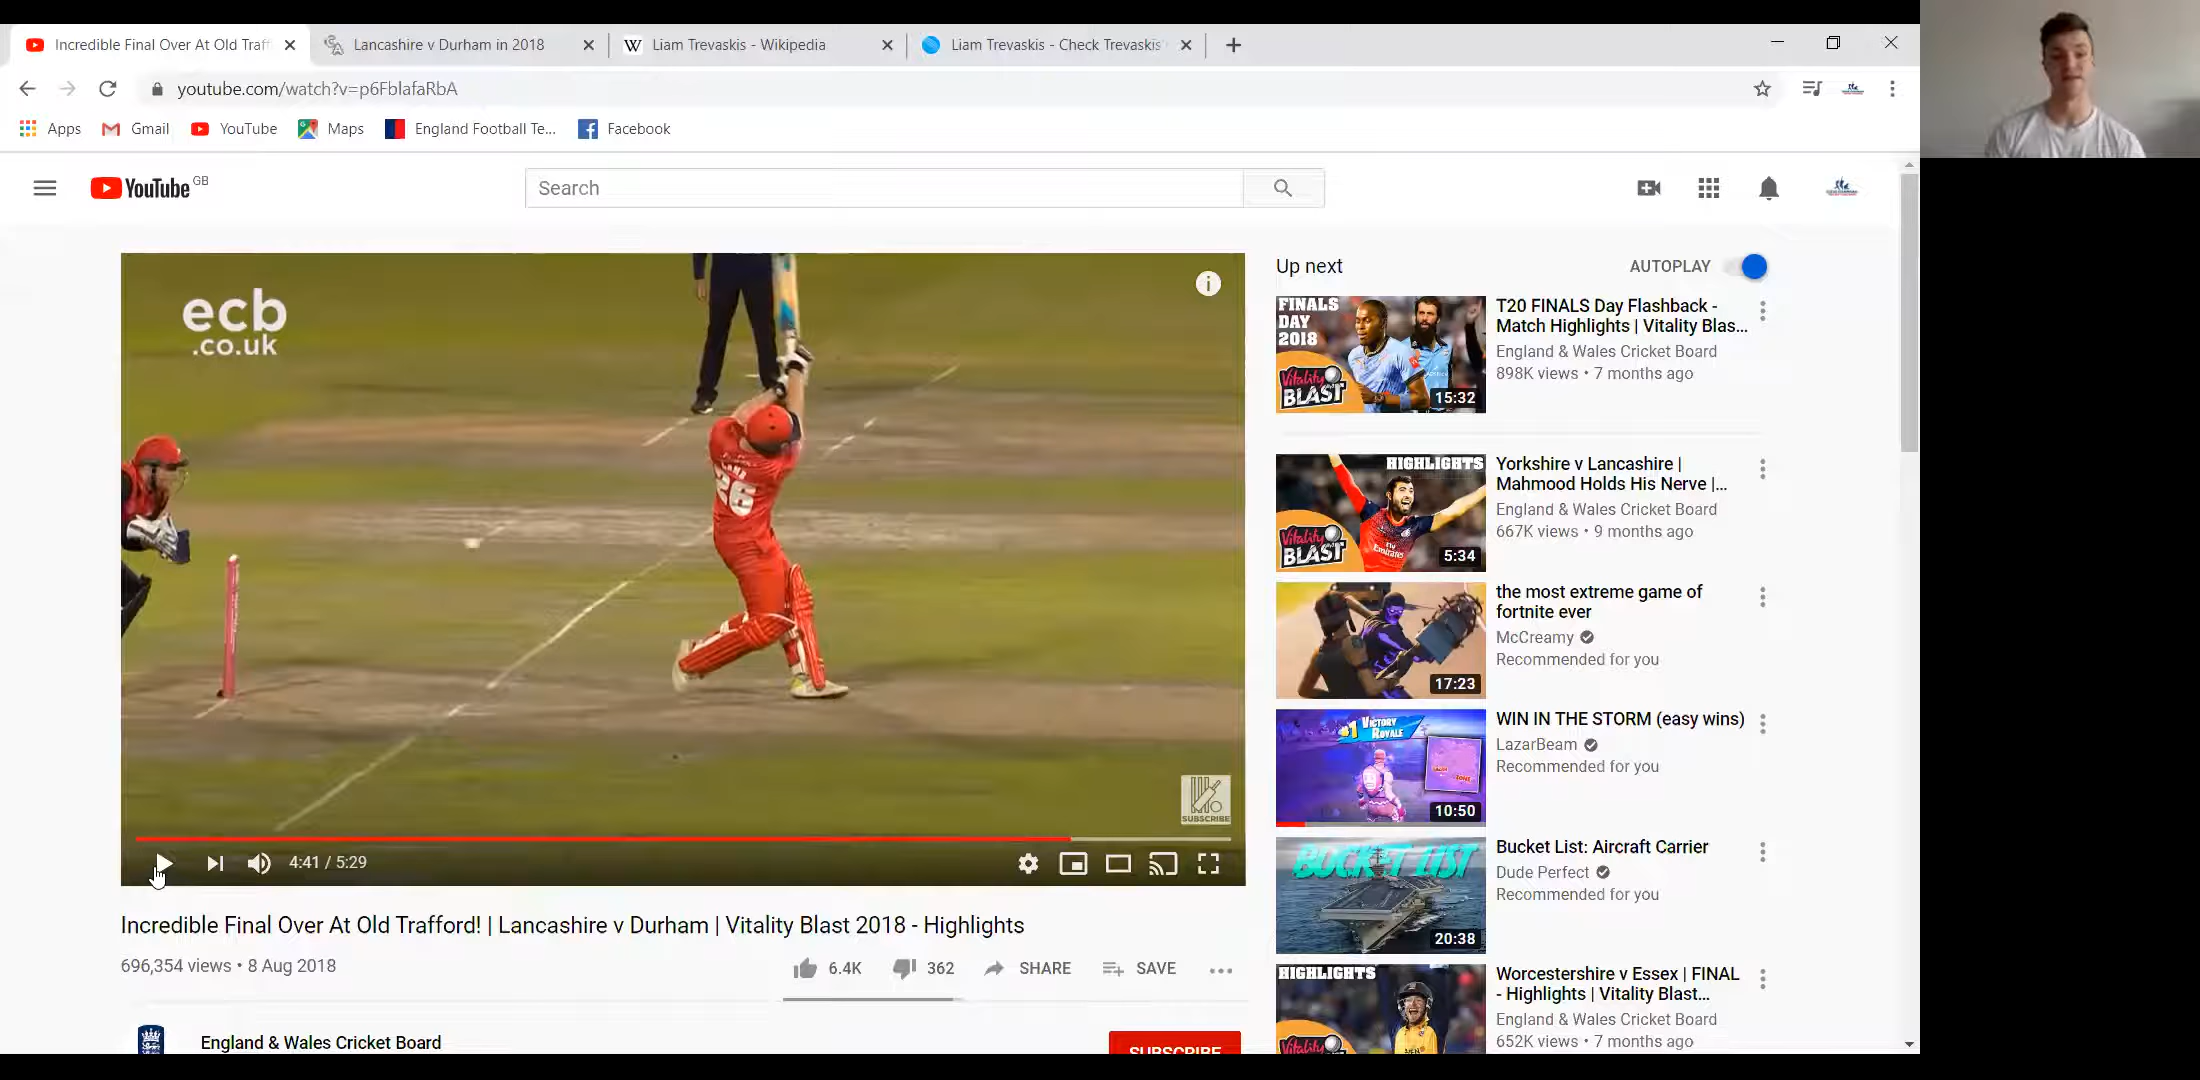 Incredible Final Over At Old Traff
Lancashire v Durham in 2018
Liam Trevaskis - Wikipedia
Liam Trevaskis - Check Trevaskis'
youtube.com/watch?v=p6FblafaRbA
Apps
Gmail
YouTube
Maps
England Football Te...
Facebook
YouTube GB
Search
ecb
.co.uk
26
SUBSCRIBE
4:41 / 5:29
Incredible Final Over At Old Trafford! | Lancashire v Durham | Vitality Blast 2018 - Highlights
696,354 views • 8 Aug 2018
6.4K
362
SHARE
SAVE
England & Wales Cricket Board
SUBSCRIBE
Up next
AUTOPLAY
FINALS
DAY
2018
Vitality
BLAST
15:32
T20 FINALS Day Flashback -
Match Highlights | Vitality Blas...
England & Wales Cricket Board
898K views • 7 months ago
HIGHLIGHTS
Vitality
BLAST
Emirates
5:34
Yorkshire v Lancashire |
Mahmood Holds His Nerve |...
England & Wales Cricket Board
667K views • 9 months ago
17:23
the most extreme game of
fortnite ever
McCreamy
Recommended for you
#1 VICTORY
ROYALE
10:50
WIN IN THE STORM (easy wins)
LazarBeam
Recommended for you
BUCKET LIST
20:38
Bucket List: Aircraft Carrier
Dude Perfect
Recommended for you
HIGHLIGHTS
Vitality
Worcestershire v Essex | FINAL
- Highlights | Vitality Blast...
England & Wales Cricket Board
652K views • 7 months ago